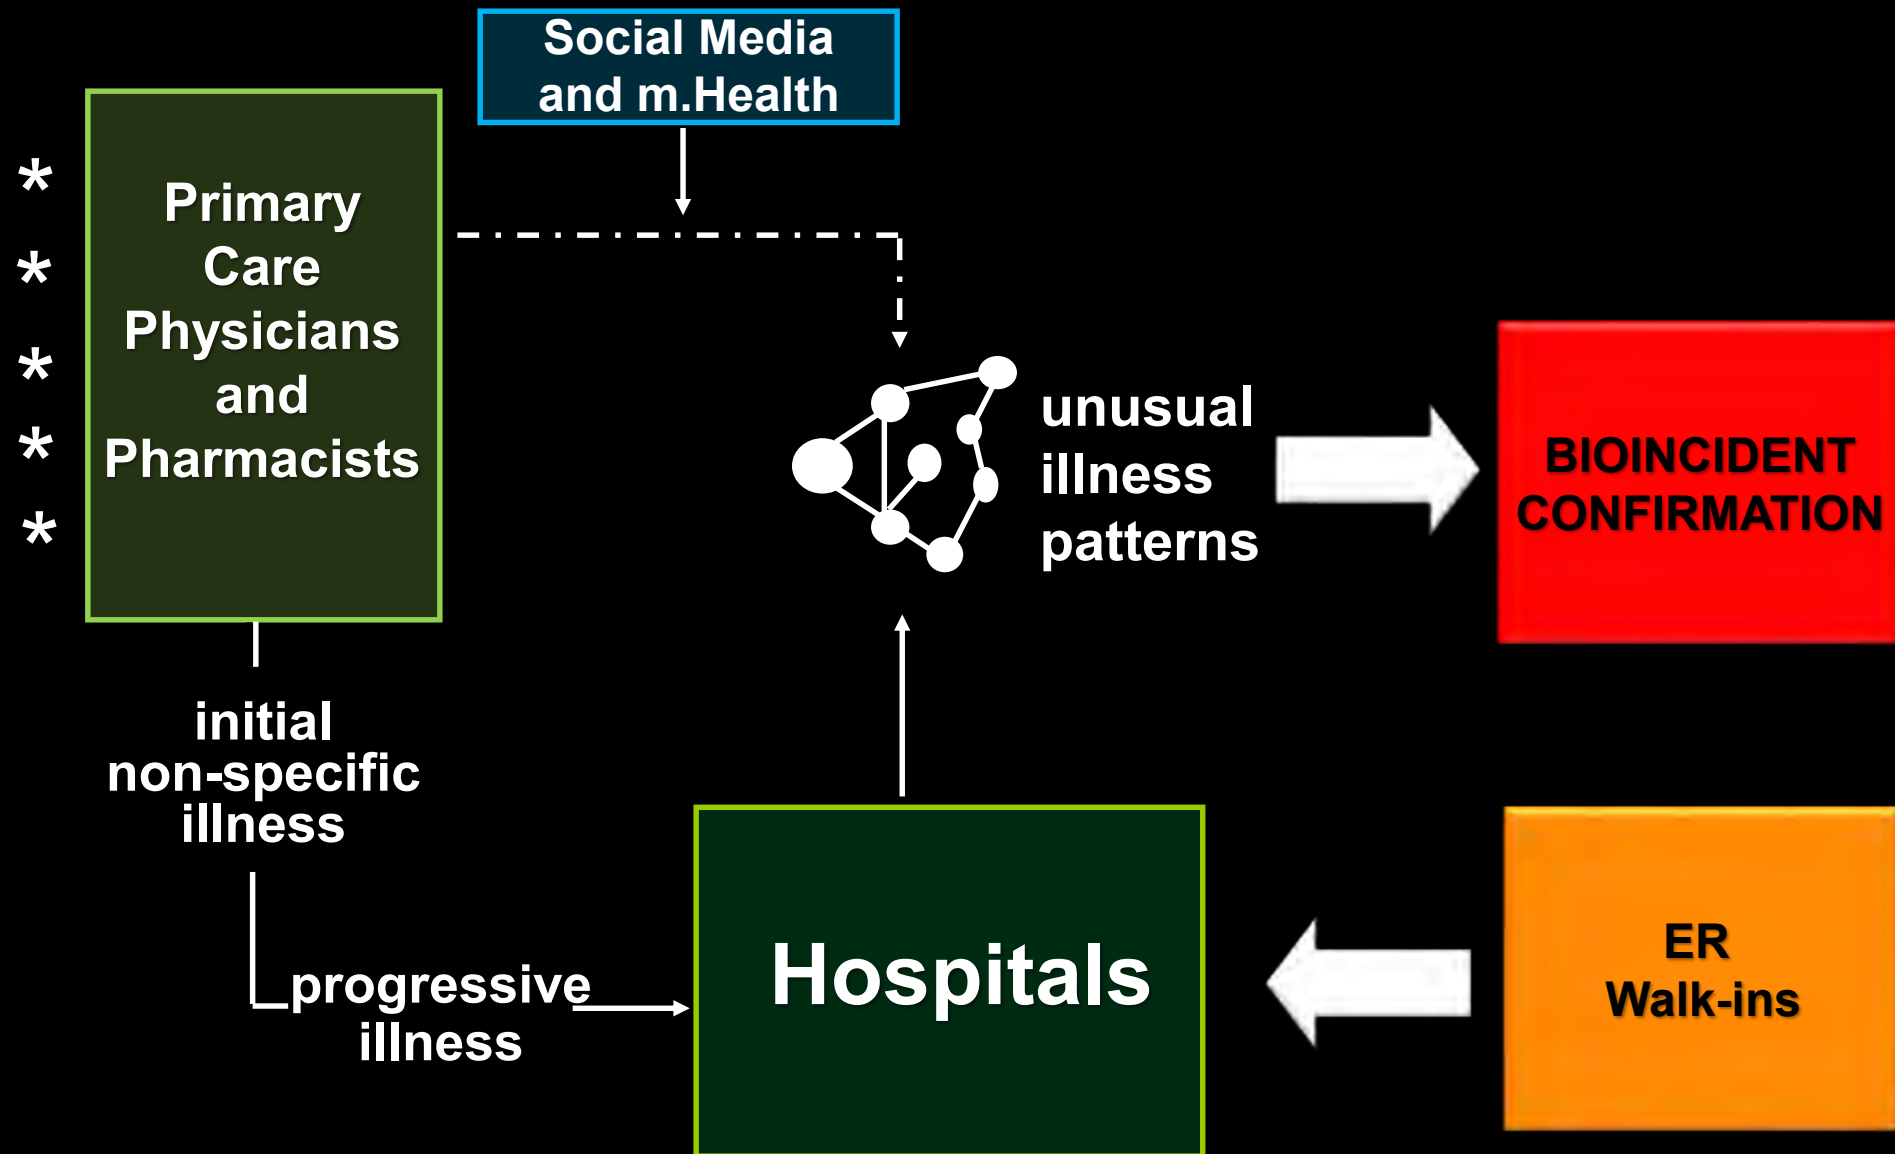 Social Media
and m.Health
*
*
*
*
*
Primary
Care
Physicians
and
Pharmacists
unusual
illness
patterns
BIOINCIDENT
CONFIRMATION
initial
non-specific
illness
progressive
illness
Hospitals
ER
Walk-ins